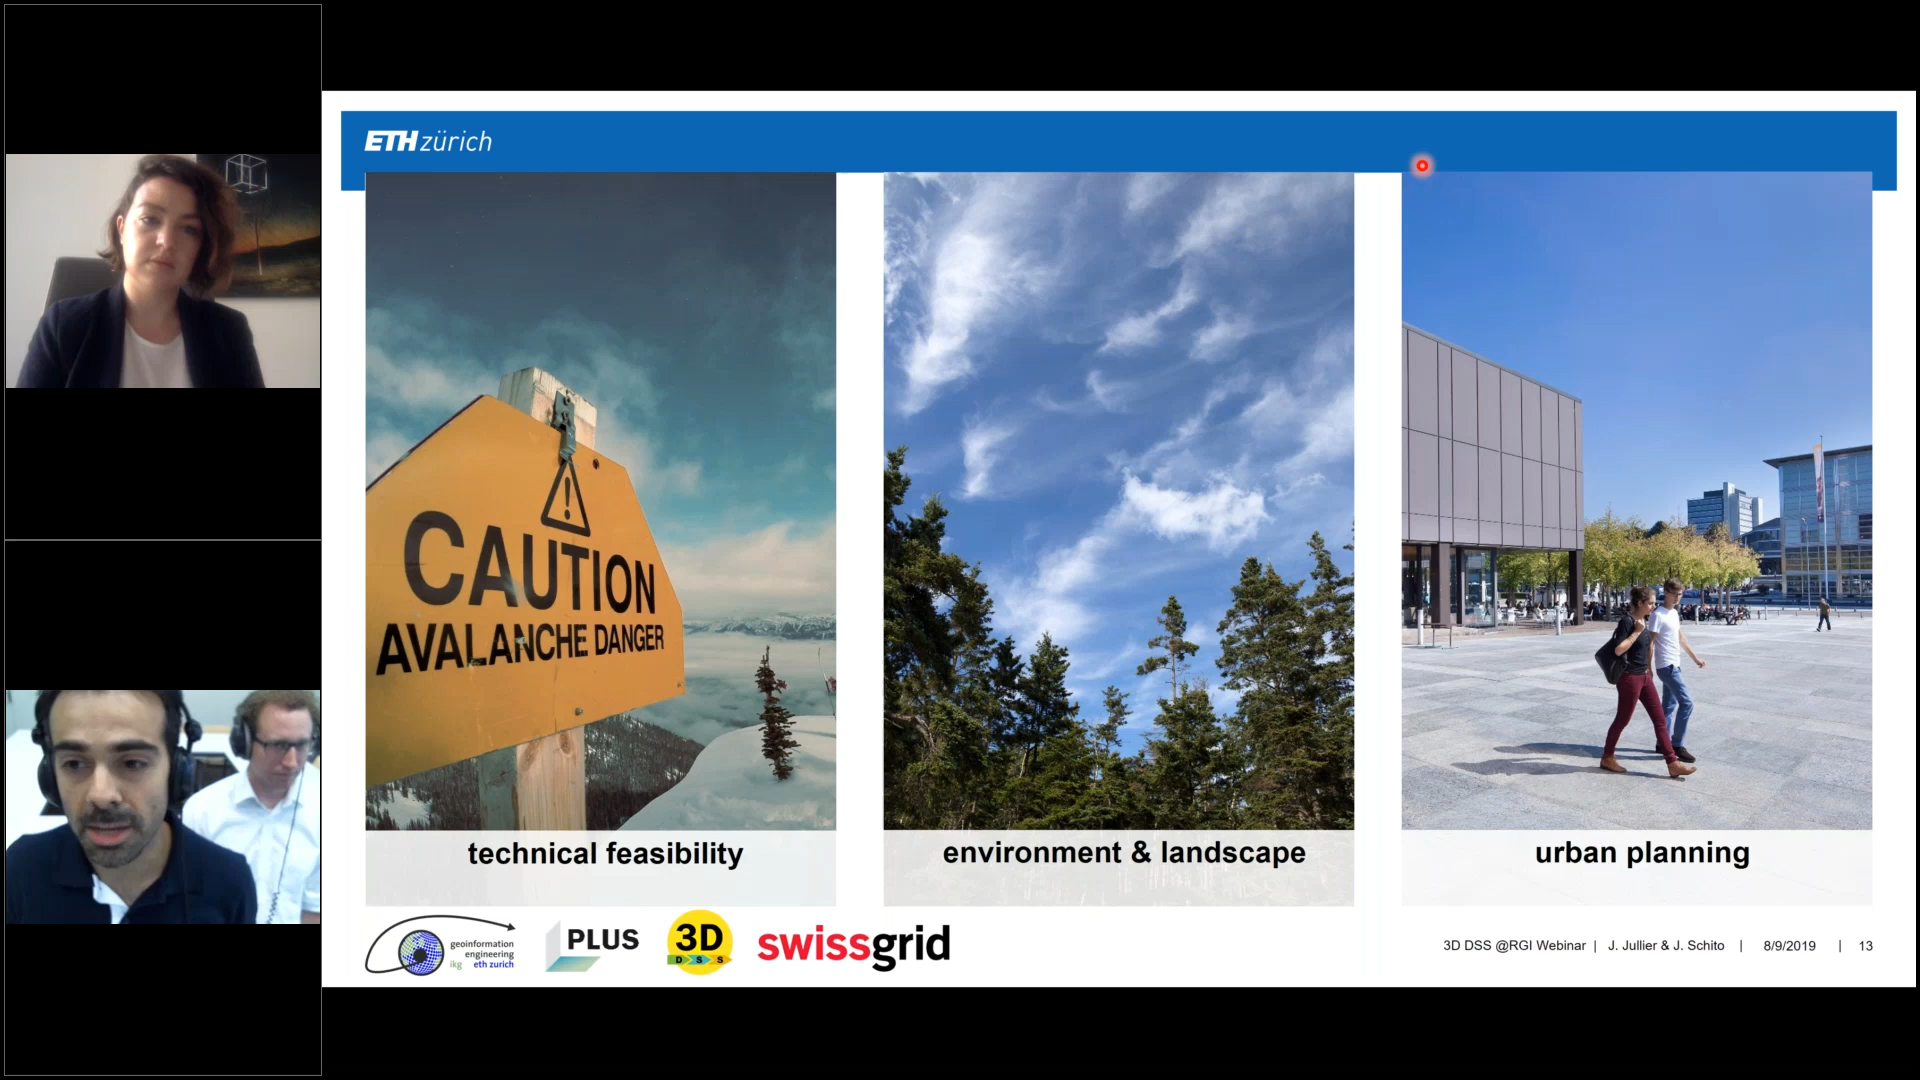 ETH zürich
CAUTION
AVALANCHE DANGER
technical feasibility
environment & landscape
urban planning
geoinformation
engineering
ikg eth zurich
PLUS
3D
DSS
swissgrid
3D DSS @RGI Webinar | J. Jullier & J. Schito | 8/9/2019 | 13